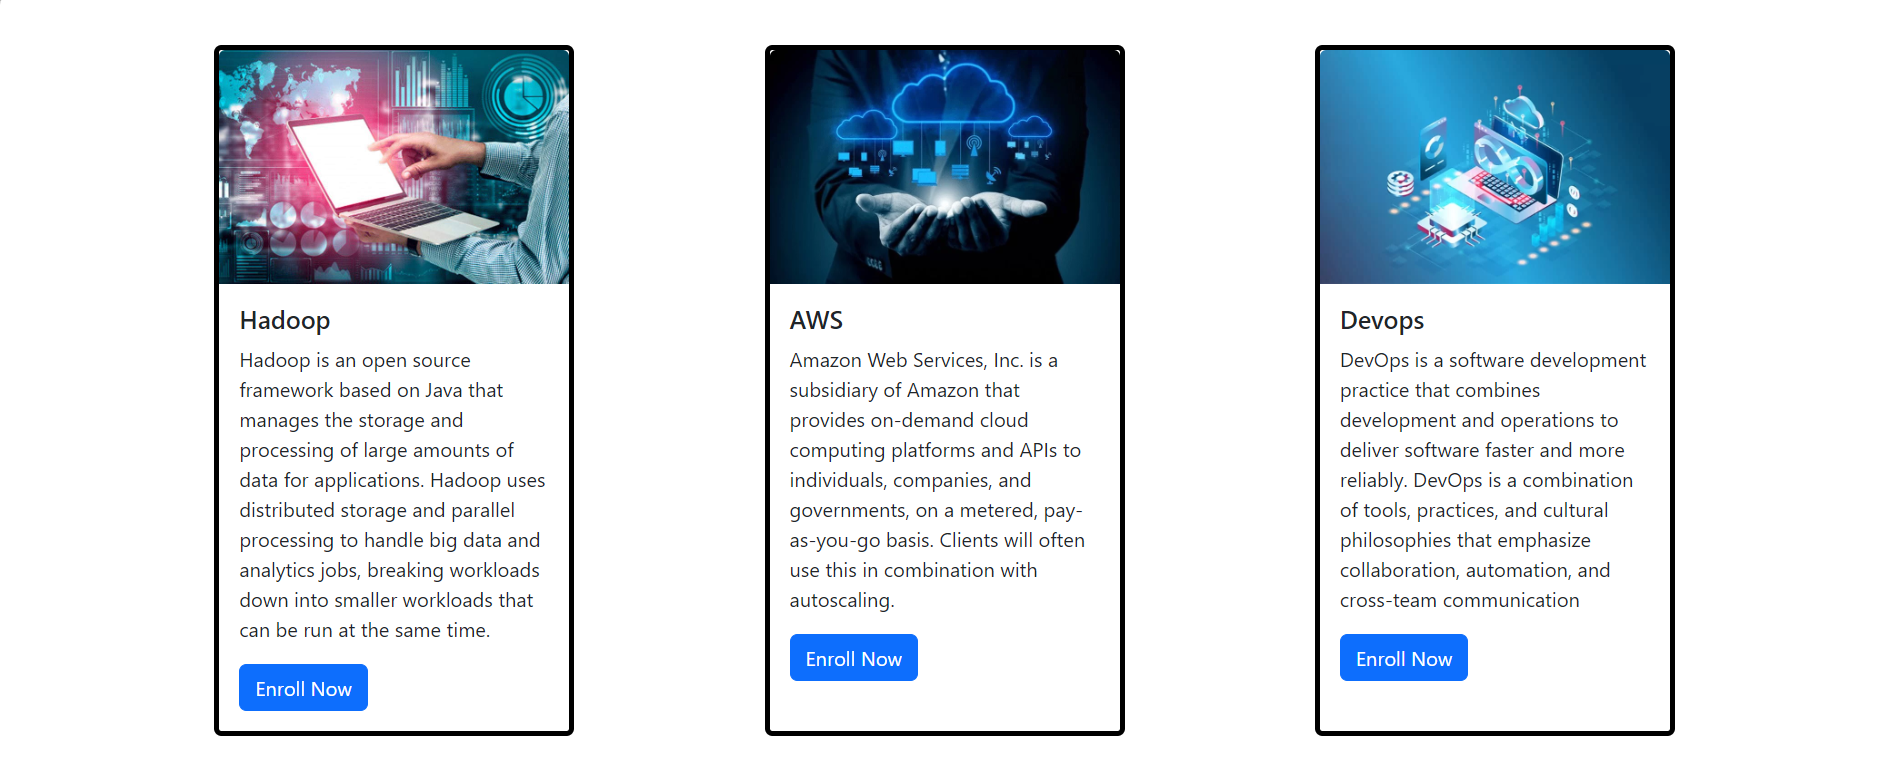 Hadoop
Hadoop is an open source
framework based on Java that
manages the storage and
processing of large amounts of
data for applications. Hadoop uses
distributed storage and parallel
processing to handle big data and
analytics jobs, breaking workloads
down into smaller workloads that
can be run at the same time.
Enroll Now
AWS
Amazon Web Services, Inc. is a
subsidiary of Amazon that
provides on-demand cloud
computing platforms and APIs to
individuals, companies, and
governments, on a metered, pay-
as-you-go basis. Clients will often
use this in combination with
autoscaling.
Enroll Now
Devops
DevOps is a software development
practice that combines
development and operations to
deliver software faster and more
reliably. DevOps is a combination
of tools, practices, and cultural
philosophies that emphasize
collaboration, automation, and
cross-team communication
Enroll Now